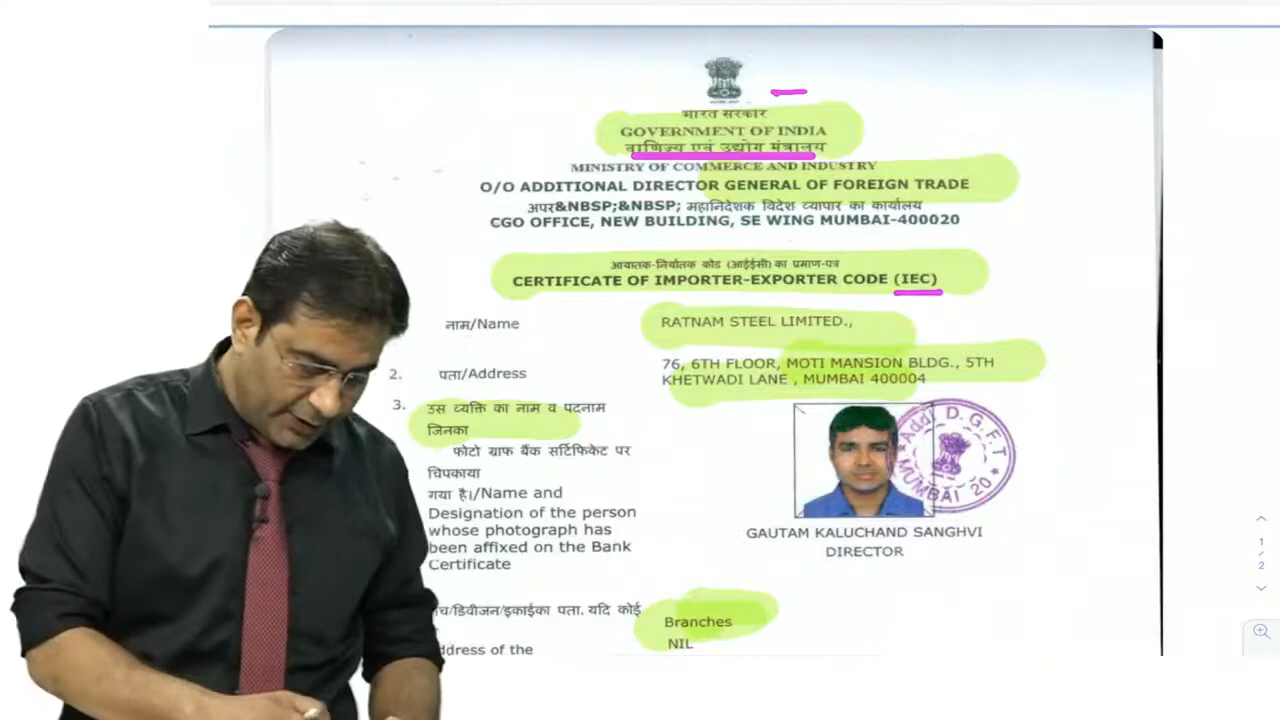 भारत सरकार
GOVERNMENT OF INDIA
वाणिज्य एवं उद्योग मंत्रालय
MINISTRY OF COMMERCE AND INDUSTRY
O/O ADDITIONAL DIRECTOR GENERAL OF FOREIGN TRADE
अपर&NBSP;&NBSP; महानिदेशक विदेश व्यापार का कार्यालय
CGO OFFICE, NEW BUILDING, SE WING MUMBAI-400020
आयातक-निर्यातक कोड (आईईसी) का प्रमाण-पत्र
CERTIFICATE OF IMPORTER-EXPORTER CODE (IEC)
नाम/Name RATNAM STEEL LIMITED.,
2. पता/Address 76, 6TH FLOOR, MOTI MANSION BLDG., 5TH
KHETWADI LANE , MUMBAI 400004
3. उस व्यक्ति का नाम व पदनाम
जिनका
फोटो ग्राफ बैंक सर्टिफिकेट पर
चिपकाया
गया है।/Name and
Designation of the person
whose photograph has
been affixed on the Bank
Certificate
Addl D.G.F.T
MUMBAI 20
GAUTAM KALUCHAND SANGHVI
DIRECTOR
च/डिवीजन/इकाईका पता. यदि कोई
ddress of the
Branches
NIL
1
/
2